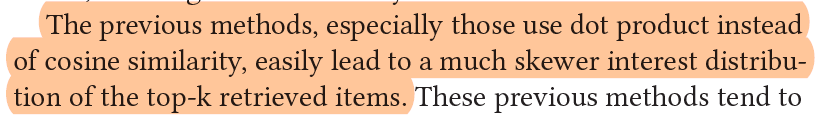 The previous methods, especially those use dot product instead
of cosine similarity, easily lead to a much skewer interest distribu-
tion of the top-k retrieved items. These previous methods tend to